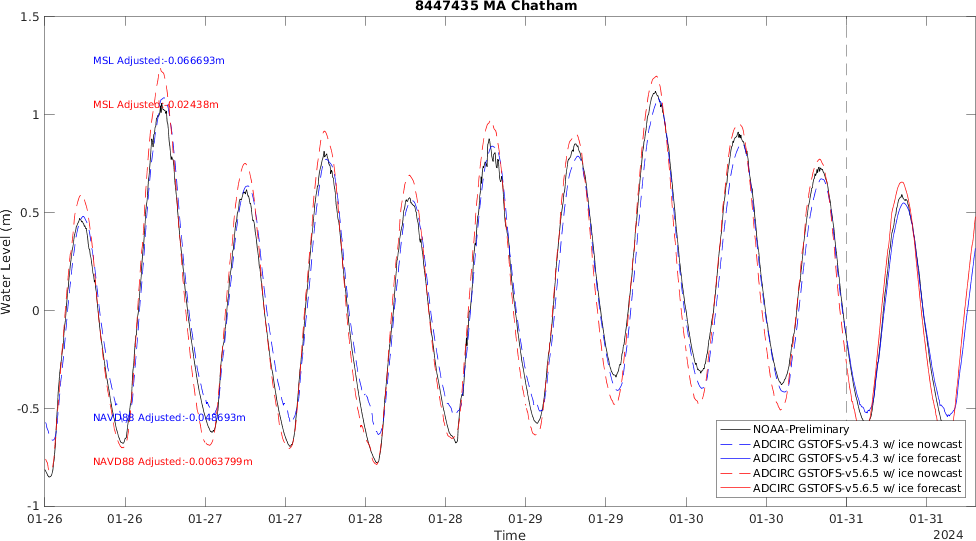 8447435 MA Chatham
1.5
MSL Adjusted:-0.066693m
1
MSL Adjusted:-0.02438m
0.5
Water Level (m)
0
-0.5
NAVD88 Adjusted:-0.048693m
NAVD88 Adjusted:-0.0063799m
-1
NOAA-Preliminary
ADCIRC GSTOFS-v5.4.3 w/ ice nowcast
ADCIRC GSTOFS-v5.4.3 w/ ice forecast
ADCIRC GSTOFS-v5.6.5 w/ ice nowcast
ADCIRC GSTOFS-v5.6.5 w/ ice forecast
01-26 01-26 01-27 01-27 01-28 01-28 01-29 01-29 01-30 01-30 01-31 01-31
Time
2024